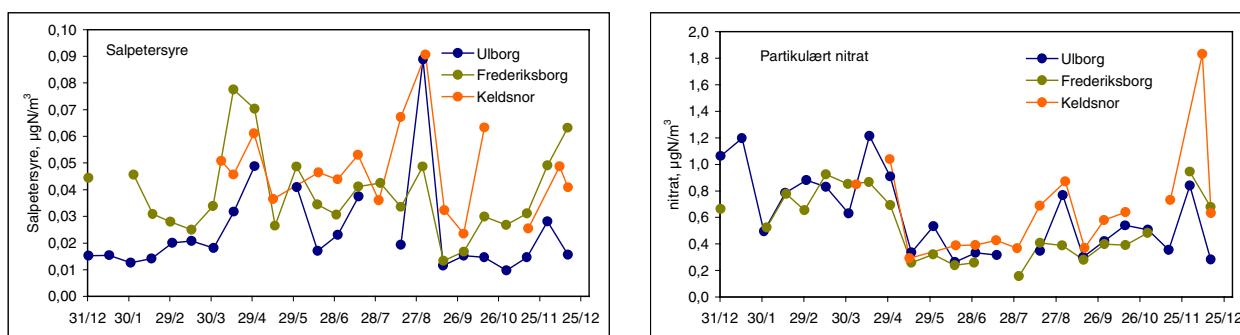 Salpetersyre
Salpetersyre, µgN/m³
0,10
0,09
0,08
0,07
0,06
0,05
0,04
0,03
0,02
0,01
0,00
Ulborg
Frederiksborg
Keldsnor
31/12 30/1 29/2 30/3 29/4 29/5 28/6 28/7 27/8 26/9 26/10 25/11 25/12
Partikulært nitrat
nitrat, µgN/m³
2,0
1,8
1,6
1,4
1,2
1,0
0,8
0,6
0,4
0,2
0,0
Ulborg
Frederiksborg
Keldsnor
31/12 30/1 29/2 30/3 29/4 29/5 28/6 28/7 27/8 26/9 26/10 25/11 25/12